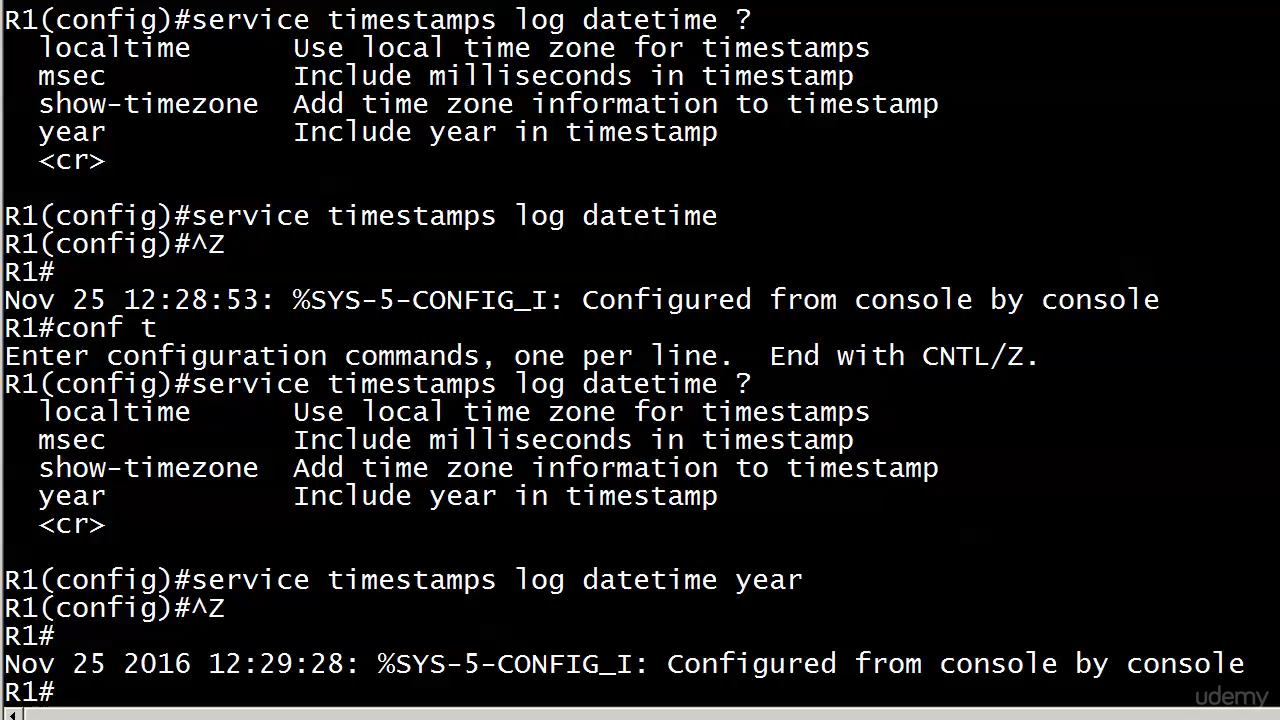 R1(config)#service timestamps log datetime ?
  localtime      Use local time zone for timestamps
  msec           Include milliseconds in timestamp
  show-timezone  Add time zone information to timestamp
  year           Include year in timestamp
  <cr>

R1(config)#service timestamps log datetime
R1(config)#^Z
R1#
Nov 25 12:28:53: %SYS-5-CONFIG_I: Configured from console by console
R1#conf t
Enter configuration commands, one per line.  End with CNTL/Z.
R1(config)#service timestamps log datetime ?
  localtime      Use local time zone for timestamps
  msec           Include milliseconds in timestamp
  show-timezone  Add time zone information to timestamp
  year           Include year in timestamp
  <cr>

R1(config)#service timestamps log datetime year
R1(config)#^Z
R1#
Nov 25 2016 12:29:28: %SYS-5-CONFIG_I: Configured from console by console
R1#
udemy